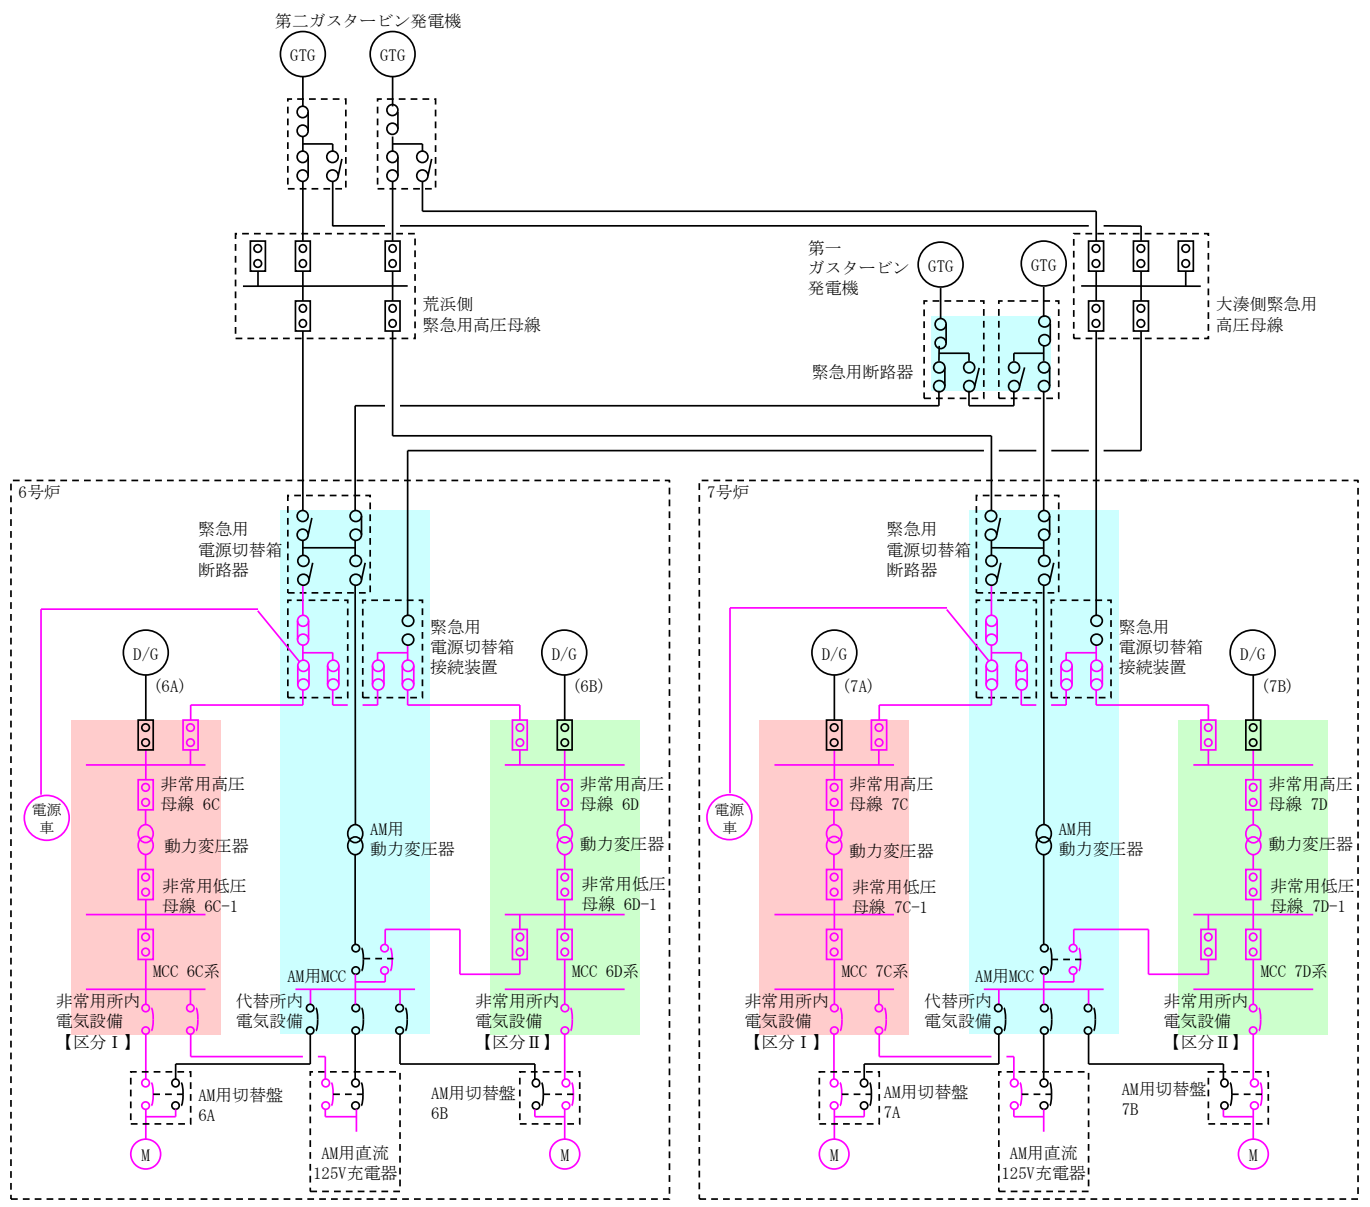 第二ガスタービン発電機
GTG
GTG
荒浜側
緊急用高圧母線
第一
ガスタービン
発電機
GTG
GTG
大湊側緊急用
高圧母線
緊急用断路器
6号炉
緊急用
電源切替箱
断路器
緊急用
電源切替箱
接続装置
D/G
(6A)
D/G
(6B)
電源
車
非常用高圧
母線 6C
動力変圧器
非常用低圧
母線 6C-1
MCC 6C系
非常用所内
電気設備
【区分Ⅰ】
AM用
動力変圧器
AM用MCC
代替所内
電気設備
非常用高圧
母線 6D
動力変圧器
非常用低圧
母線 6D-1
MCC 6D系
非常用所内
電気設備
【区分Ⅱ】
AM用切替盤
6A
AM用切替盤
6B
M
AM用直流
125V充電器
M
7号炉
緊急用
電源切替箱
断路器
緊急用
電源切替箱
接続装置
D/G
(7A)
D/G
(7B)
電源
車
非常用高圧
母線 7C
動力変圧器
非常用低圧
母線 7C-1
MCC 7C系
非常用所内
電気設備
【区分Ⅰ】
AM用
動力変圧器
AM用MCC
代替所内
電気設備
非常用高圧
母線 7D
動力変圧器
非常用低圧
母線 7D-1
MCC 7D系
非常用所内
電気設備
【区分Ⅱ】
AM用切替盤
7A
AM用切替盤
7B
M
AM用直流
125V充電器
M